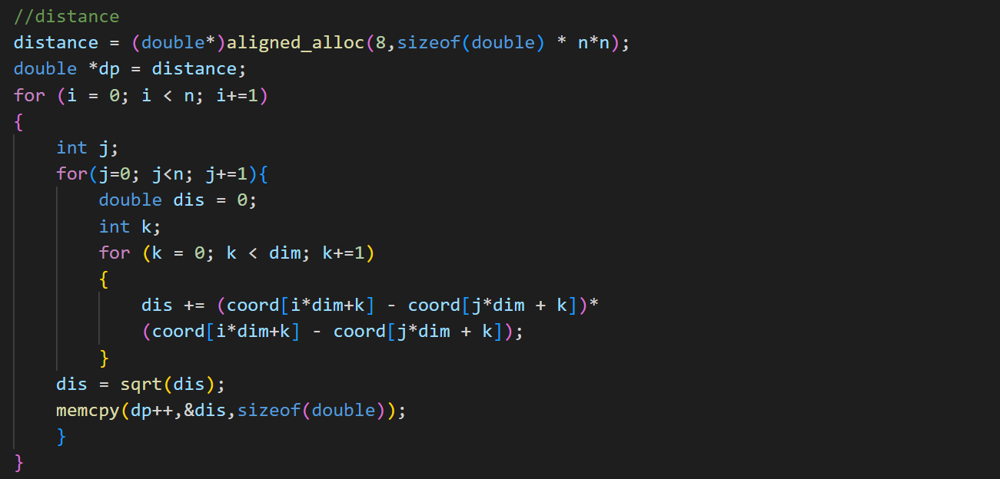 //distance
distance = (double*)aligned_alloc(8,sizeof(double) * n*n);
double *dp = distance;
for (i = 0; i < n; i+=1)
{
    int j;
    for(j=0; j<n; j+=1){
        double dis = 0;
        int k;
        for (k = 0; k < dim; k+=1)
        {
            dis += (coord[i*dim+k] - coord[j*dim + k])*
            (coord[i*dim+k] - coord[j*dim + k]);
        }
    dis = sqrt(dis);
    memcpy(dp++,&dis,sizeof(double));
    }
}